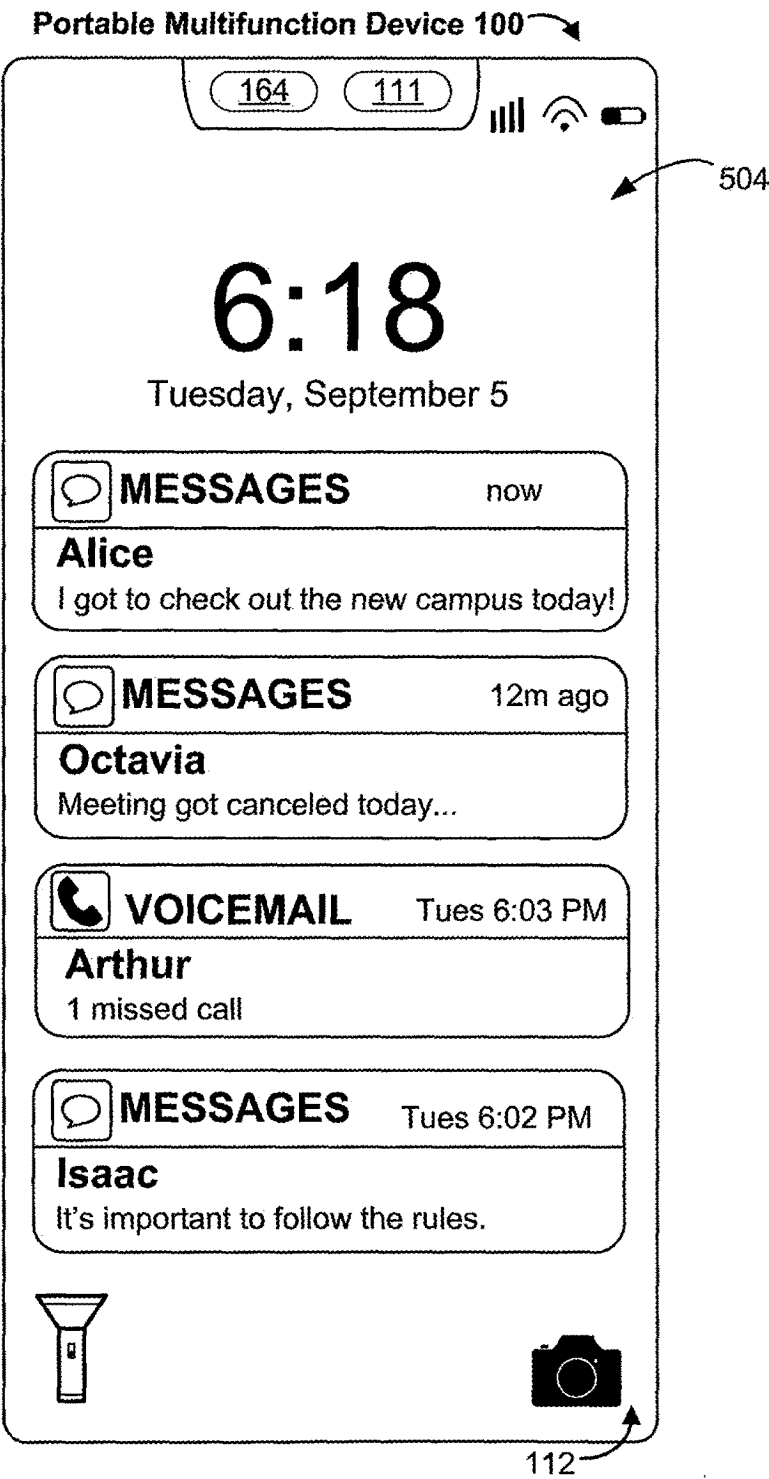 Portable Multifunction Device 100
164 111
504
6:18
Tuesday, September 5
MESSAGES now
Alice
I got to check out the new campus today!
MESSAGES 12m ago
Octavia
Meeting got canceled today...
VOICEMAIL Tues 6:03 PM
Arthur
1 missed call
MESSAGES Tues 6:02 PM
Isaac
It's important to follow the rules.
112